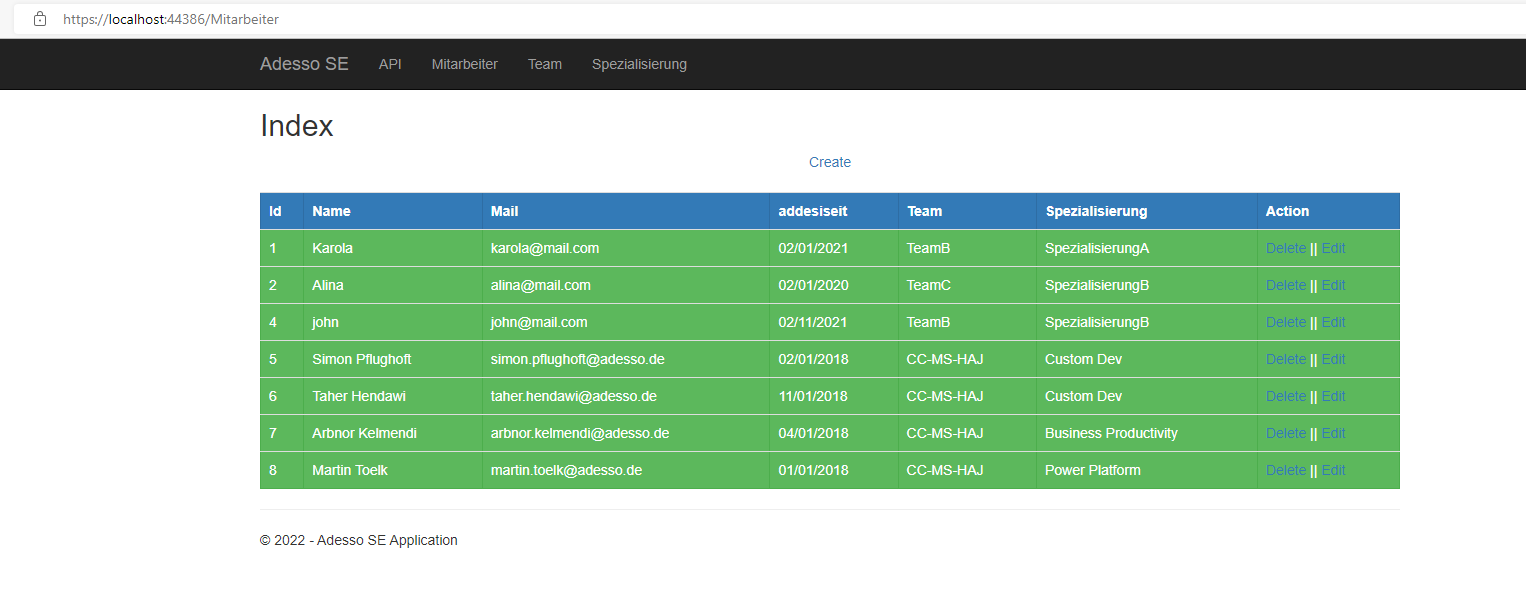 https://localhost:44386/Mitarbeiter
Adesso SE API Mitarbeiter Team Spezialisierung
Index
Create
Id Name Mail addesiseit Team Spezialisierung Action
1 Karola karola@mail.com 02/01/2021 TeamB SpezialisierungA Delete || Edit
2 Alina alina@mail.com 02/01/2020 TeamC SpezialisierungB Delete || Edit
4 john john@mail.com 02/11/2021 TeamB SpezialisierungB Delete || Edit
5 Simon Pflughoft simon.pflughoft@adesso.de 02/01/2018 CC-MS-HAJ Custom Dev Delete || Edit
6 Taher Hendawi taher.hendawi@adesso.de 11/01/2018 CC-MS-HAJ Custom Dev Delete || Edit
7 Arbnor Kelmendi arbnor.kelmendi@adesso.de 04/01/2018 CC-MS-HAJ Business Productivity Delete || Edit
8 Martin Toelk martin.toelk@adesso.de 01/01/2018 CC-MS-HAJ Power Platform Delete || Edit
© 2022 - Adesso SE Application